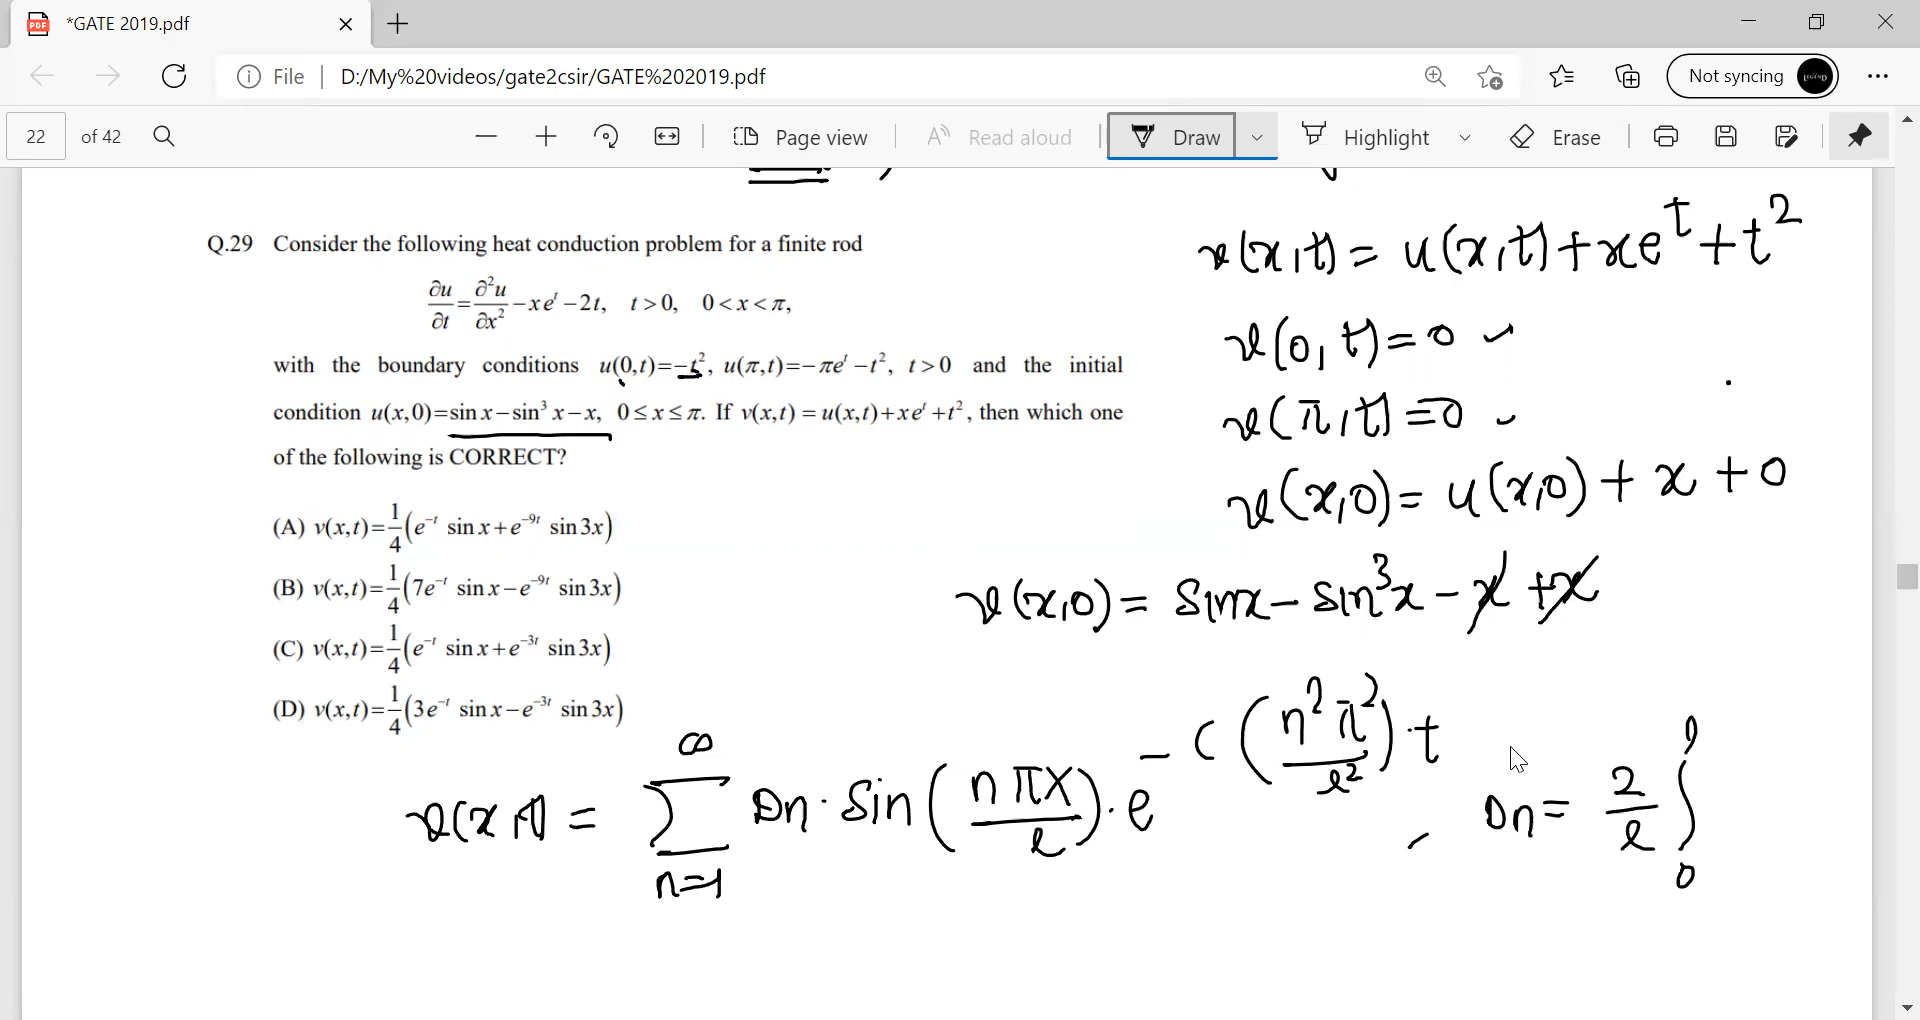 *GATE 2019.pdf
File | D:/My%20videos/gate2csir/GATE%202019.pdf
Not syncing
22 of 42
Page view
Read aloud
Draw
Highlight
Erase
v(x,t) = u(x,t) + xe^t + t^2
Q.29 Consider the following heat conduction problem for a finite rod
∂u/∂t = ∂²u/∂x² − xe^t − 2t, t > 0, 0 < x < π,
v(0,t) = 0
with the boundary conditions u(0,t) = −t², u(π,t) = −πe^t − t², t > 0 and the initial
v(π,t) = 0
condition u(x,0) = sin x − sin³ x − x, 0 ≤ x ≤ π. If v(x,t) = u(x,t) + xe^t + t², then which one
of the following is CORRECT?
v(x,0) = u(x,0) + x + 0
(A) v(x,t) = 1/4 (e^−t sin x + e^−9t sin 3x)
(B) v(x,t) = 1/4 (7e^−t sin x − e^−9t sin 3x)
v(x,0) = sinx − sin³x − x + x
(C) v(x,t) = 1/4 (e^−t sin x + e^−3t sin 3x)
(D) v(x,t) = 1/4 (3e^−t sin x − e^−3t sin 3x)
v(x,t) = ∑_{n=1}^{∞} Dn · Sin(nπx/l) · e^{−C(n²π²/l²)·t}, Dn = 2/l ∫_0^l